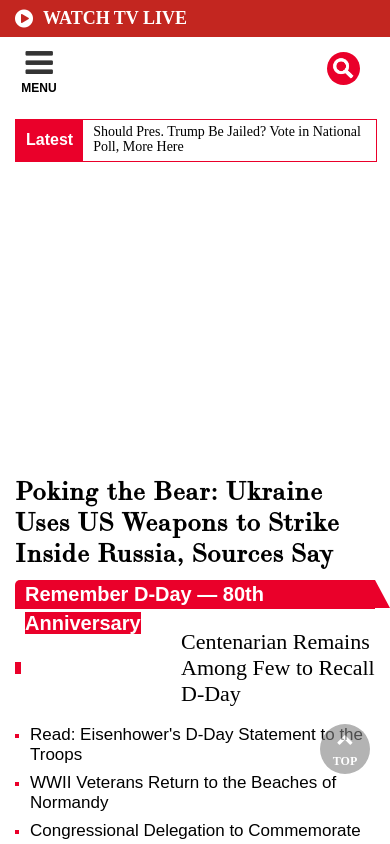 WATCH TV LIVE
MENU
Latest
Should Pres. Trump Be Jailed? Vote in National
Poll, More Here
Poking the Bear: Ukraine
Uses US Weapons to Strike
Inside Russia, Sources Say
Remember D-Day — 80th
Anniversary
Centenarian Remains
Among Few to Recall
D-Day
Read: Eisenhower's D-Day Statement to the
Troops
TOP
WWII Veterans Return to the Beaches of
Normandy
Congressional Delegation to Commemorate